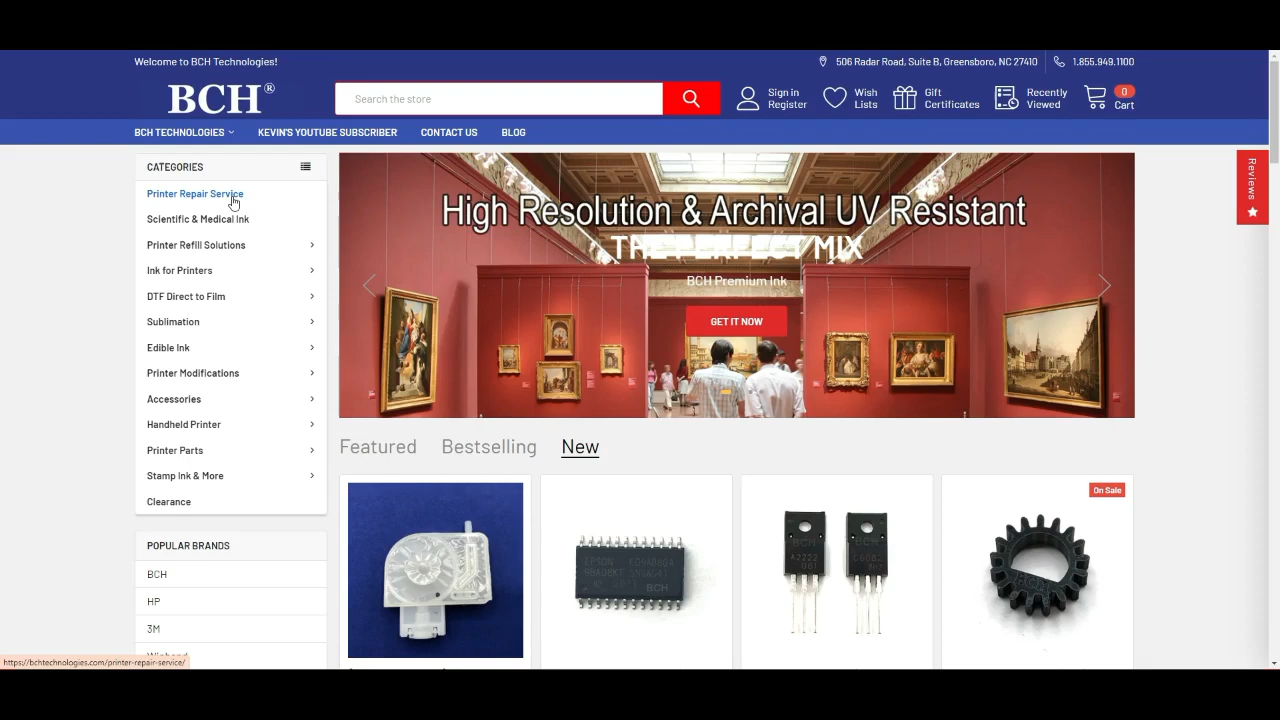 Welcome to BCH Technologies!
506 Radar Road, Suite B, Greensboro, NC 27410
1.855.949.1100
BCH®
Search the store
Sign in
Register
Wish
Lists
Gift
Certificates
Recently
Viewed
0
Cart
BCH TECHNOLOGIES
KEVIN'S YOUTUBE SUBSCRIBER
CONTACT US
BLOG
CATEGORIES
Printer Repair Service
Scientific & Medical Ink
Printer Refill Solutions
Ink for Printers
DTF Direct to Film
Sublimation
Edible Ink
Printer Modifications
Accessories
Handheld Printer
Printer Parts
Stamp Ink & More
Clearance
POPULAR BRANDS
BCH
HP
3M
High Resolution & Archival UV Resistant
THE PERFECT MIX
BCH Premium Ink
GET IT NOW
Reviews
Featured
Bestselling
New
On Sale
BCH
https://bchtechnologies.com/printer-repair-service/